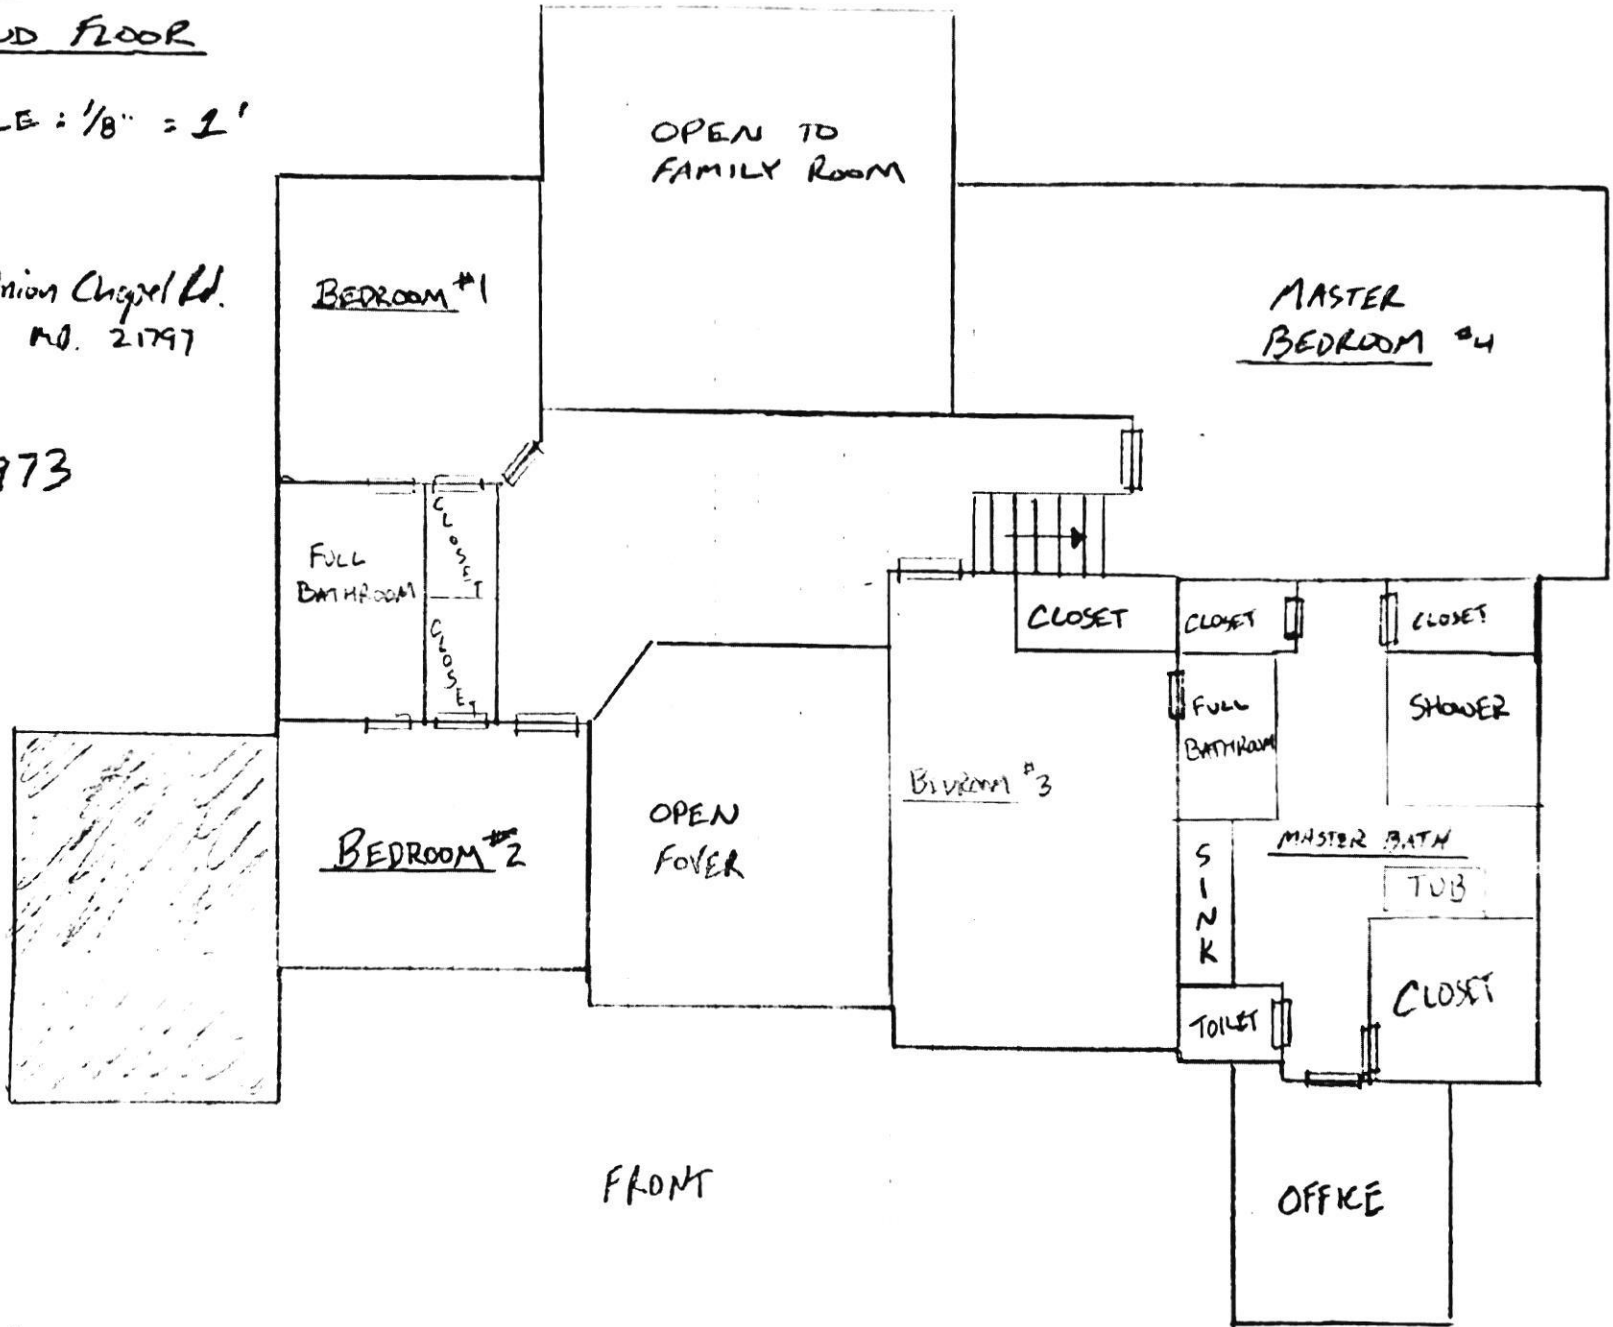 ND FLOOR
LE : 1/8" = 1'
nion Chapel Rd.
MD. 21797
973
OPEN TO
FAMILY ROOM
BEDROOM #1
MASTER
BEDROOM #4
CLOSET
FULL
BATHROOM
CLOSET
CLOSET
CLOSET
CLOSET
FULL
BATHROOM
SHOWER
BEDROOM #2
OPEN
FOYER
BEDROOM #3
MASTER BATH
TUB
SINK
TOILET
CLOSET
FRONT
OFFICE